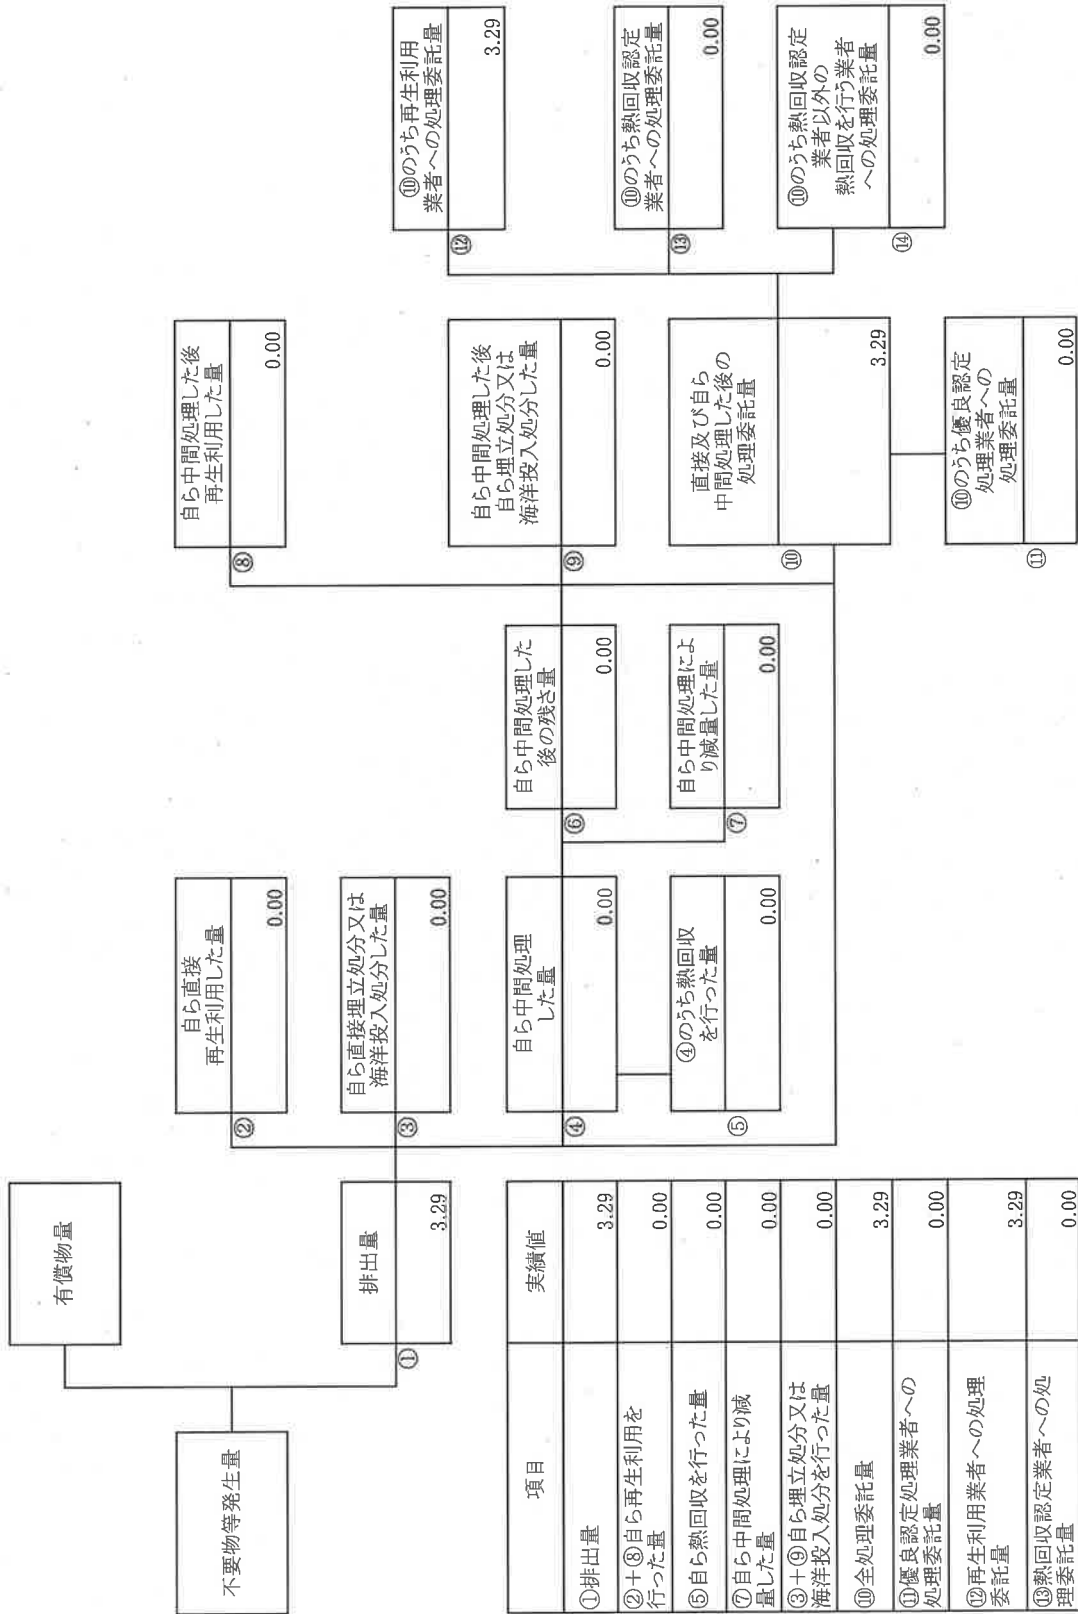 不要物等発生量
有償物量
排出量
①
3.29
自ら直接
再生利用した量
②
0.00
自ら直接埋立処分又は
海洋投入処分した量
③
0.00
自ら中間処理
した量
④
0.00
④のうち熱回収
を行った量
⑤
0.00
自ら中間処理した
後の残さ量
⑥
0.00
自ら中間処理によ
り減量した量
⑦
0.00
自ら中間処理した後
再生利用した量
⑧
0.00
自ら中間処理した後
自ら埋立処分又は
海洋投入処分した量
⑨
0.00
直接及び自ら
中間処理した後の
処理委託量
⑩
3.29
⑩のうち優良認定
処理業者への
処理委託量
⑪
0.00
⑩のうち再生利用
業者への処理委託量
⑫
3.29
⑩のうち熱回収認定
業者への処理委託量
⑬
0.00
⑩のうち熱回収認定
業者以外の
熱回収を行う業者
への処理委託量
⑭
0.00
項目 実績値
①排出量 3.29
②+⑧自ら再生利用を
行った量 0.00
⑤自ら熱回収を行った量 0.00
⑦自ら中間処理により減
量した量 0.00
③+⑨自ら埋立処分又は
海洋投入処分を行った量 0.00
⑩全処理委託量 3.29
⑪優良認定処理業者への
処理委託量 0.00
⑫再生利用業者への処理
委託量 3.29
⑬熱回収認定業者への処
理委託量 0.00